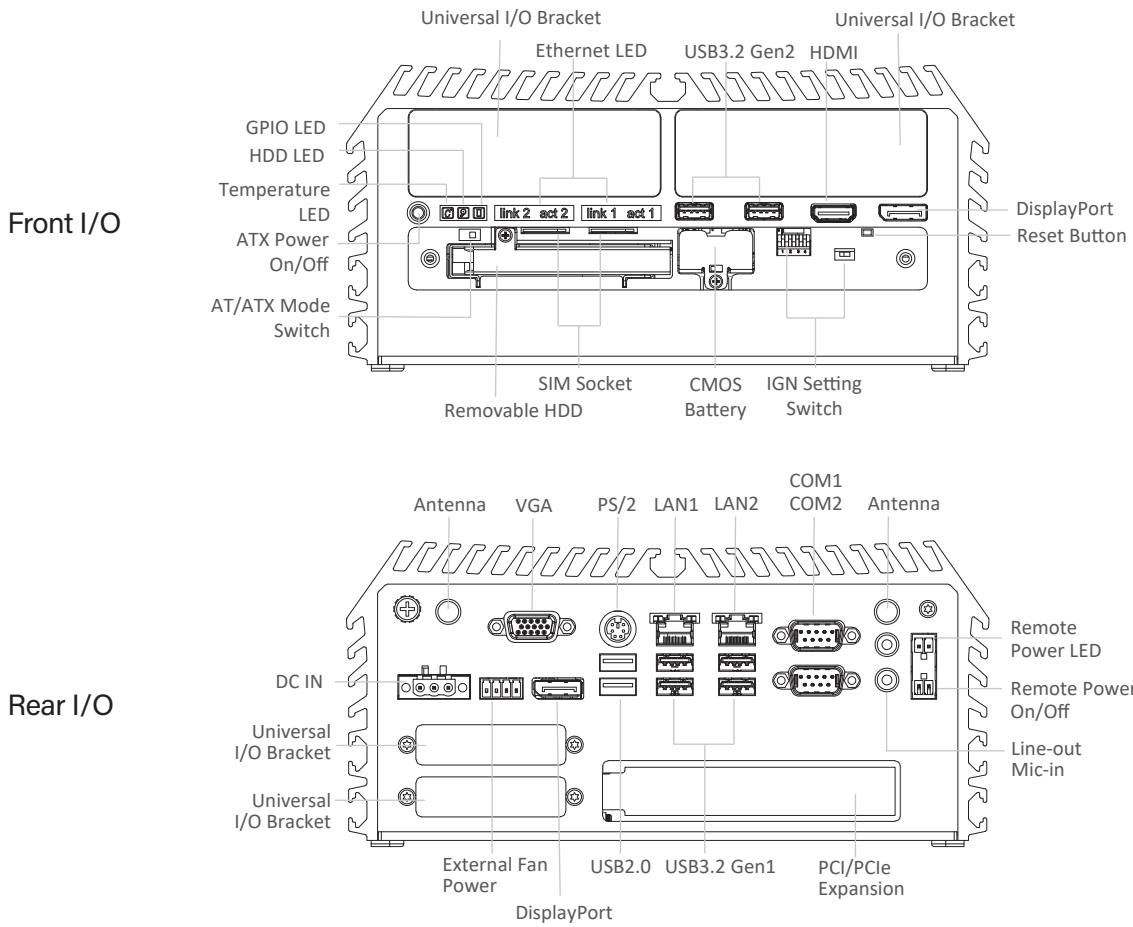 Universal I/O Bracket
Universal I/O Bracket
Ethernet LED
USB3.2 Gen2
HDMI
GPIO LED
HDD LED
Temperature
LED
link 2 act 2
link 1 act 1
DisplayPort
Front I/O
ATX Power
On/Off
Reset Button
1 2 3 4
AT/ATX Mode
Switch
SIM Socket
CMOS
Battery
IGN Setting
Switch
Removable HDD
Antenna
VGA
PS/2
LAN1
LAN2
COM1
COM2
Antenna
Remote
Power LED
DC IN
Remote Power
On/Off
Rear I/O
Universal
I/O Bracket
Line-out
Mic-in
Universal
I/O Bracket
External Fan
Power
USB2.0
USB3.2 Gen1
PCI/PCIe
Expansion
DisplayPort